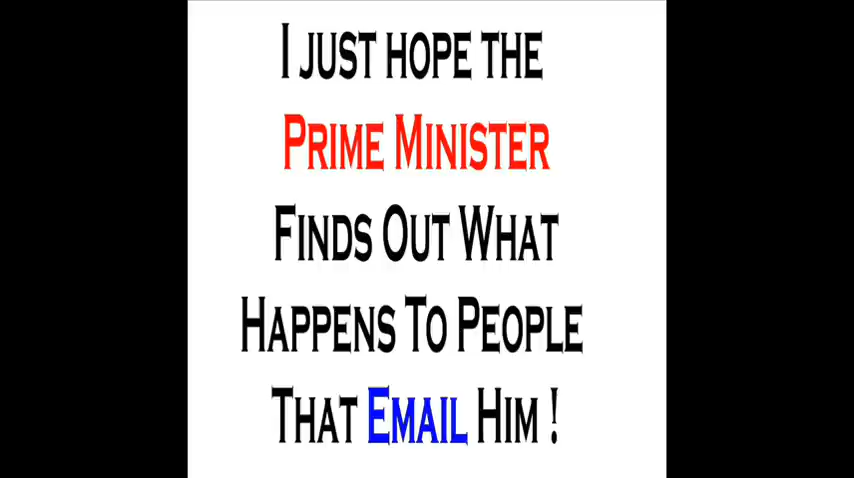 I just hope the
Prime Minister
Finds Out What
Happens To People
That Email Him !